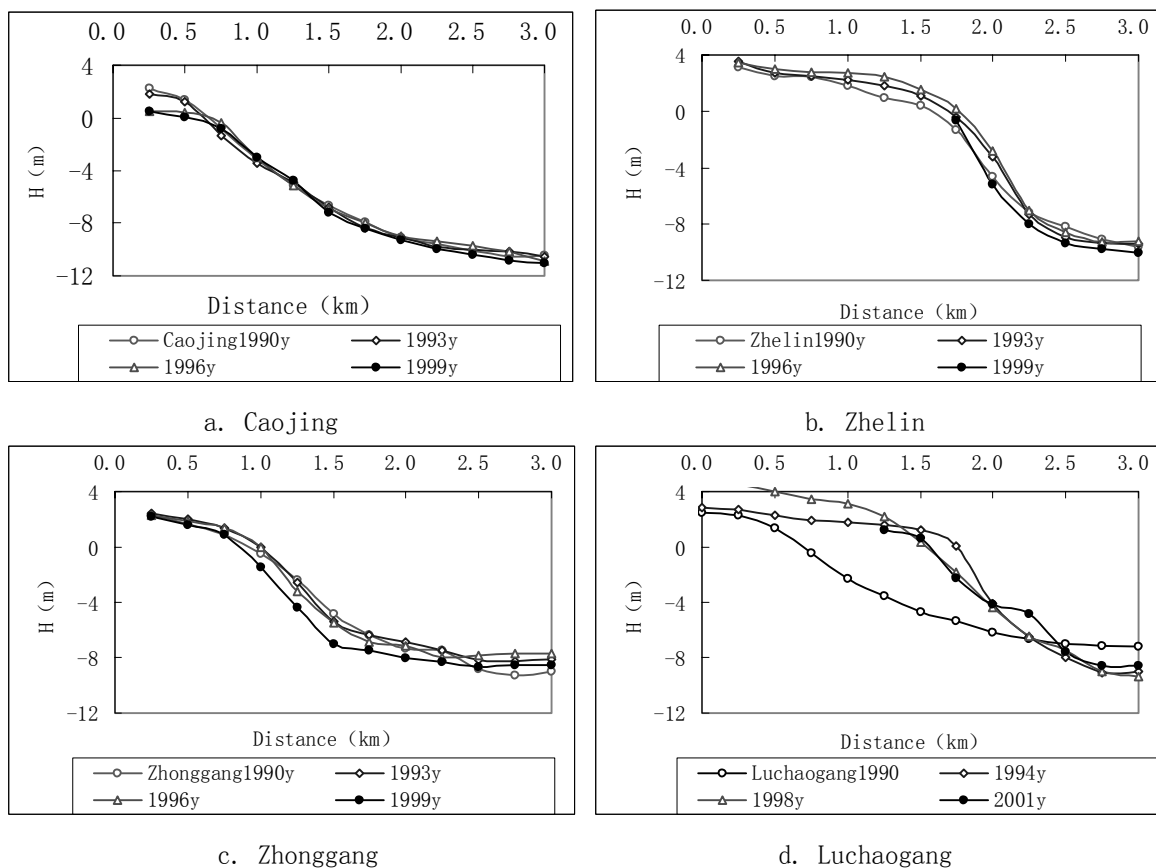 0.0 0.5 1.0 1.5 2.0 2.5 3.0
4
0
-4
-8
-12
H (m)
Distance (km)
Caojing1990y 1993y
1996y 1999y
a. Caojing
0.0 0.5 1.0 1.5 2.0 2.5 3.0
4
0
-4
-8
-12
H (m)
Distance (km)
Zhelin1990y 1993y
1996y 1999y
b. Zhelin
0.0 0.5 1.0 1.5 2.0 2.5 3.0
4
0
-4
-8
-12
H (m)
Distance (km)
Zhonggang1990y 1993y
1996y 1999y
c. Zhonggang
0.0 0.5 1.0 1.5 2.0 2.5 3.0
4
0
-4
-8
-12
H (m)
Distance (km)
Luchaogang1990 1994y
1998y 2001y
d. Luchaogang